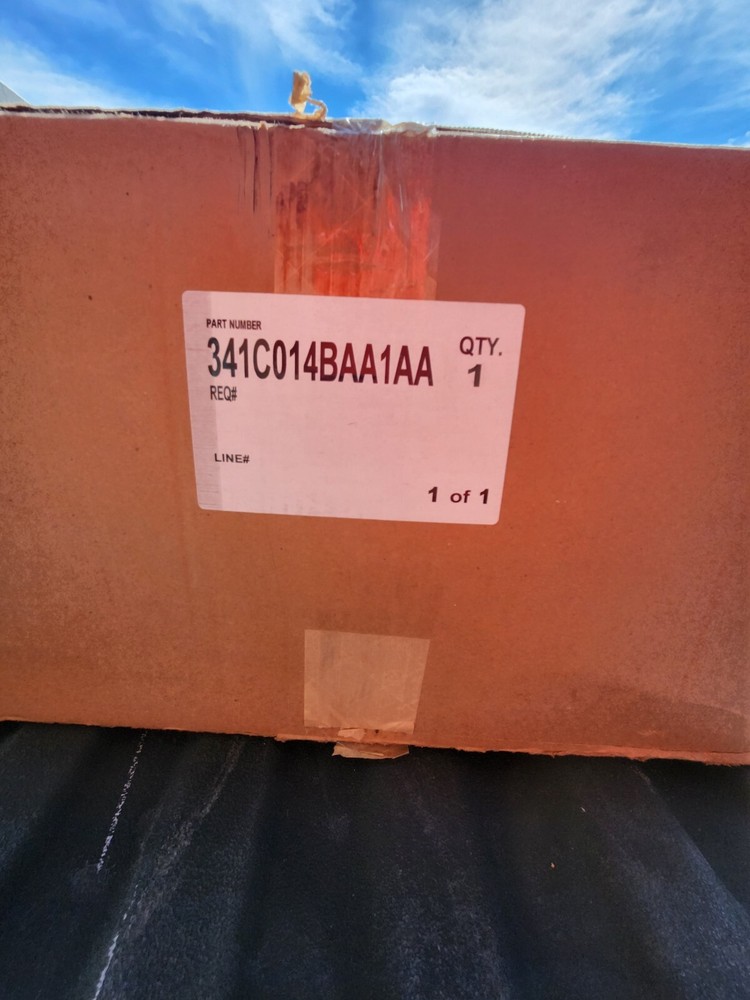 PART NUMBER
341C014BAA1AA
QTY.
1
REQ#
LINE#
1 of 1